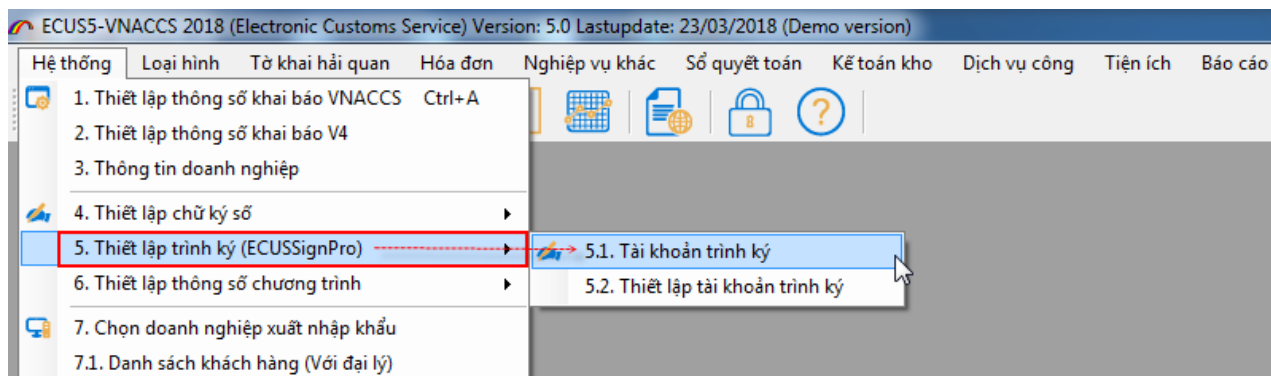 ECUS5-VNACCS 2018 (Electronic Customs Service) Version: 5.0 Lastupdate: 23/03/2018 (Demo version)
Hệ thống Loại hình Tờ khai hải quan Hóa đơn Nghiệp vụ khác Sổ quyết toán Kế toán kho Dịch vụ công Tiện ích Báo cáo
1. Thiết lập thông số khai báo VNACCS Ctrl+A
2. Thiết lập thông số khai báo V4
3. Thông tin doanh nghiệp
4. Thiết lập chữ ký số
5. Thiết lập trình ký (ECUSSignPro)
5.1. Tài khoản trình ký
6. Thiết lập thông số chương trình
5.2. Thiết lập tài khoản trình ký
7. Chọn doanh nghiệp xuất nhập khẩu
7.1. Danh sách khách hàng (Với đại lý)